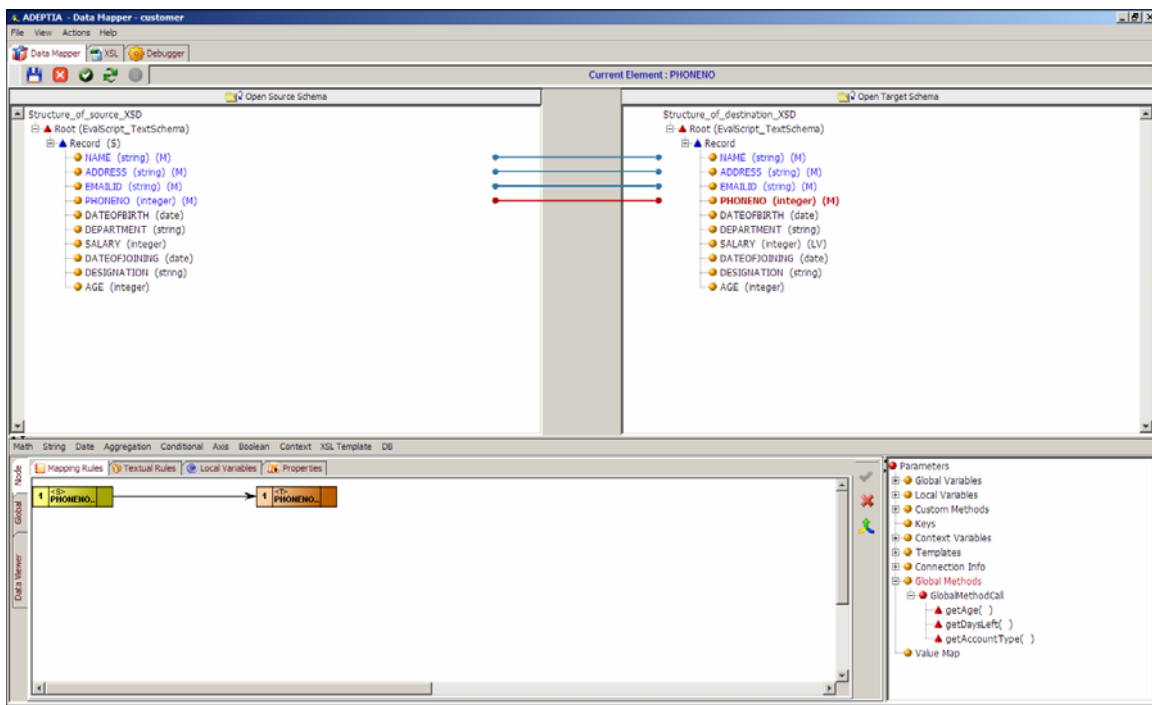 ADEPTIA - Data Mapper - customer
File View Actions Help
Data Mapper XSL Debugger
Current Element : PHONENO
Open Source Schema
Structure_of_source_XSD
Root (EvalScript_TextSchema)
Record (S)
NAME (string) (M)
ADDRESS (string) (M)
EMAILID (string) (M)
PHONENO (integer) (M)
DATEOFBIRTH (date)
DEPARTMENT (string)
SALARY (integer)
DATEOFJOINING (date)
DESIGNATION (string)
AGE (integer)
Open Target Schema
Structure_of_destination_XSD
Root (EvalScript_TextSchema)
Record
NAME (string) (M)
ADDRESS (string) (M)
EMAILID (string) (M)
PHONENO (integer) (M)
DATEOFBIRTH (date)
DEPARTMENT (string)
SALARY (integer) (LV)
DATEOFJOINING (date)
DESIGNATION (string)
AGE (integer)
Math String Date Aggregation Conditional Axis Boolean Context XSL Template DB
Node
Global
Data Viewer
Mapping Rules Textual Rules Local Variables Properties
1 <S> PHONENO..
1 <T> PHONENO..
Parameters
Global Variables
Local Variables
Custom Methods
Keys
Context Variables
Templates
Connection Info
Global Methods
GlobalMethodCall
getAge( )
getDaysLeft( )
getAccountType( )
Value Map